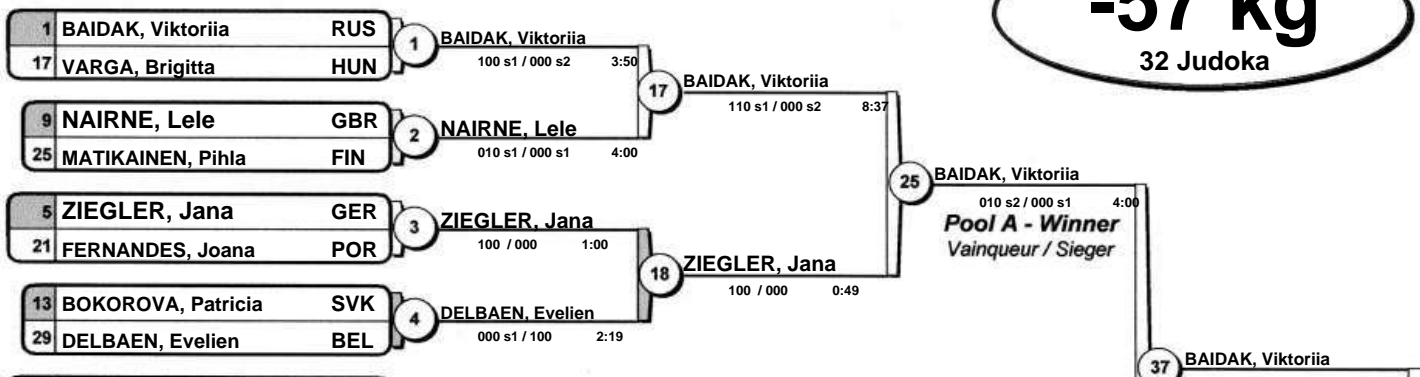 -57 kg
32 Judoka
1 BAIDAK, Viktoriia RUS
17 VARGA, Brigitta HUN
1
BAIDAK, Viktoriia
100 s1 / 000 s2 3:50
9 NAIRNE, Lele GBR
25 MATIKAINEN, Pihla FIN
2
NAIRNE, Lele
010 s1 / 000 s1 4:00
17
BAIDAK, Viktoriia
110 s1 / 000 s2 8:37
5 ZIEGLER, Jana GER
21 FERNANDES, Joana POR
3
ZIEGLER, Jana
100 / 000 1:00
13 BOKOROVA, Patricia SVK
29 DELBAEN, Evelien BEL
4
DELBAEN, Evelien
000 s1 / 100 2:19
18
ZIEGLER, Jana
100 / 000 0:49
25
BAIDAK, Viktoriia
010 s2 / 000 s1 4:00
Pool A - Winner
Vainqueur / Sieger
37
BAIDAK, Viktoriia